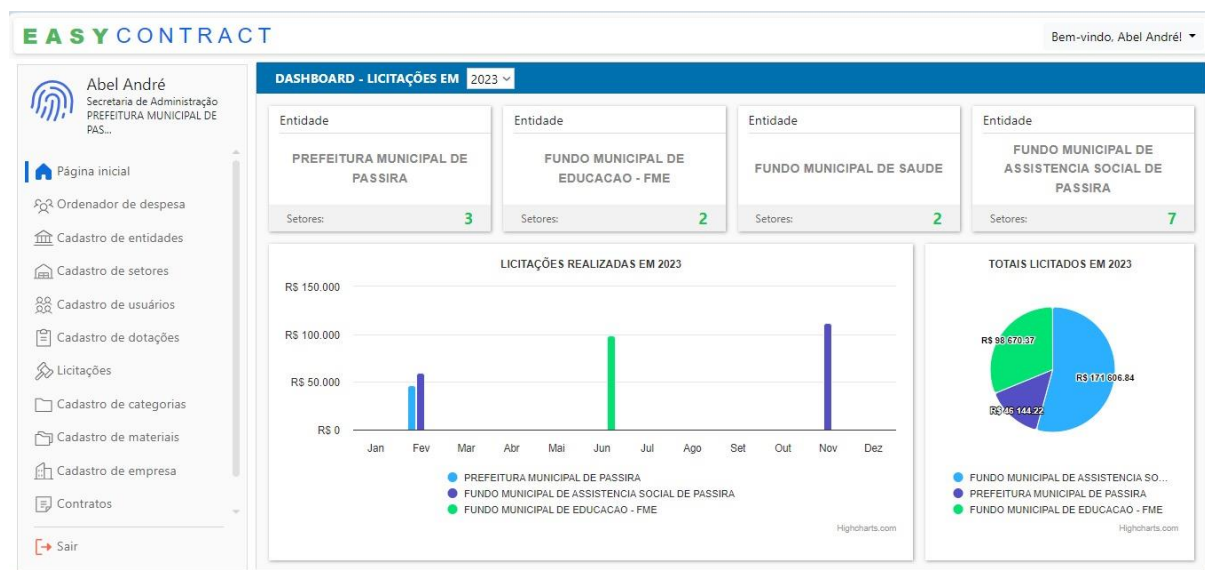 EASYCONTRACT
Bem-vindo, Abel André!
Abel André
Secretaria de Administração
PREFEITURA MUNICIPAL DE
PAS...
Página inicial
Ordenador de despesa
Cadastro de entidades
Cadastro de setores
Cadastro de usuários
Cadastro de dotações
Licitações
Cadastro de categorias
Cadastro de materiais
Cadastro de empresa
Contratos
Sair
DASHBOARD - LICITAÇÕES EM 2023
Entidade
PREFEITURA MUNICIPAL DE
PASSIRA
Setores: 3
Entidade
FUNDO MUNICIPAL DE
EDUCACAO - FME
Setores: 2
Entidade
FUNDO MUNICIPAL DE SAUDE
Setores: 2
Entidade
FUNDO MUNICIPAL DE
ASSISTENCIA SOCIAL DE
PASSIRA
Setores: 7
LICITAÇÕES REALIZADAS EM 2023
R$ 150.000
R$ 100.000
R$ 50.000
R$ 0
Jan Fev Mar Abr Mai Jun Jul Ago Set Out Nov Dez
PREFEITURA MUNICIPAL DE PASSIRA
FUNDO MUNICIPAL DE ASSISTENCIA SOCIAL DE PASSIRA
FUNDO MUNICIPAL DE EDUCACAO - FME
Highcharts.com
TOTAIS LICITADOS EM 2023
R$ 98 670.37
R$ 171 606.84
R$ 46 144.22
FUNDO MUNICIPAL DE ASSISTENCIA SO...
PREFEITURA MUNICIPAL DE PASSIRA
FUNDO MUNICIPAL DE EDUCACAO - FME
Highcharts.com